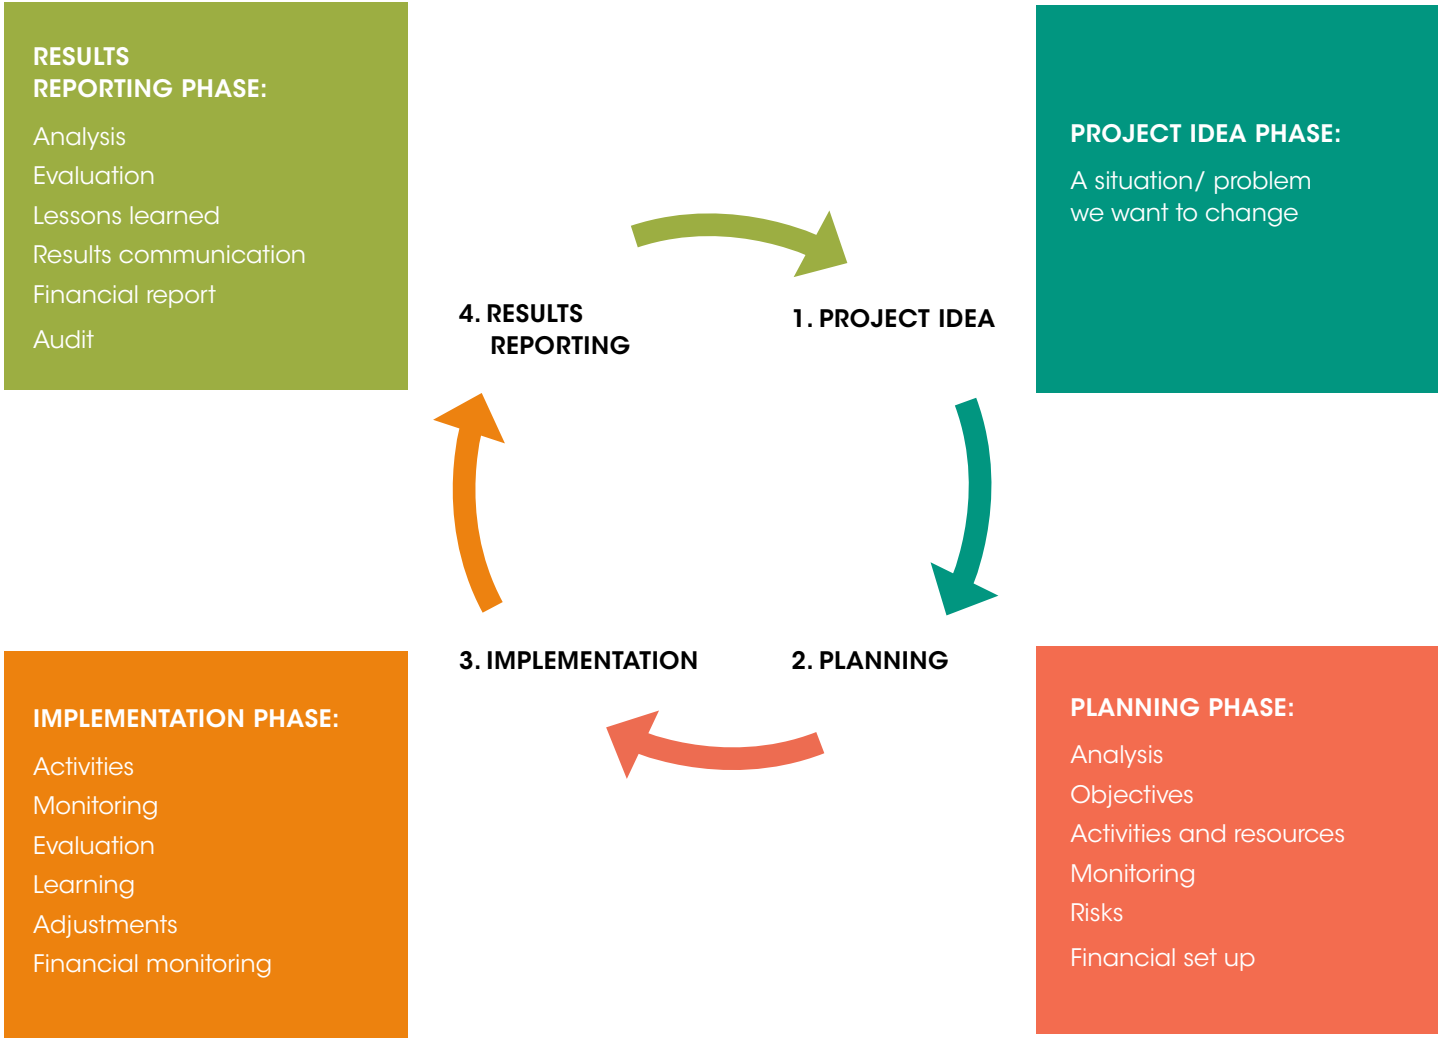 RESULTS
REPORTING PHASE:
Analysis
Evaluation
Lessons learned
Results communication
Financial report
Audit
PROJECT IDEA PHASE:
A situation/ problem
we want to change
4. RESULTS
REPORTING
1. PROJECT IDEA
3. IMPLEMENTATION
2. PLANNING
IMPLEMENTATION PHASE:
Activities
Monitoring
Evaluation
Learning
Adjustments
Financial monitoring
PLANNING PHASE:
Analysis
Objectives
Activities and resources
Monitoring
Risks
Financial set up